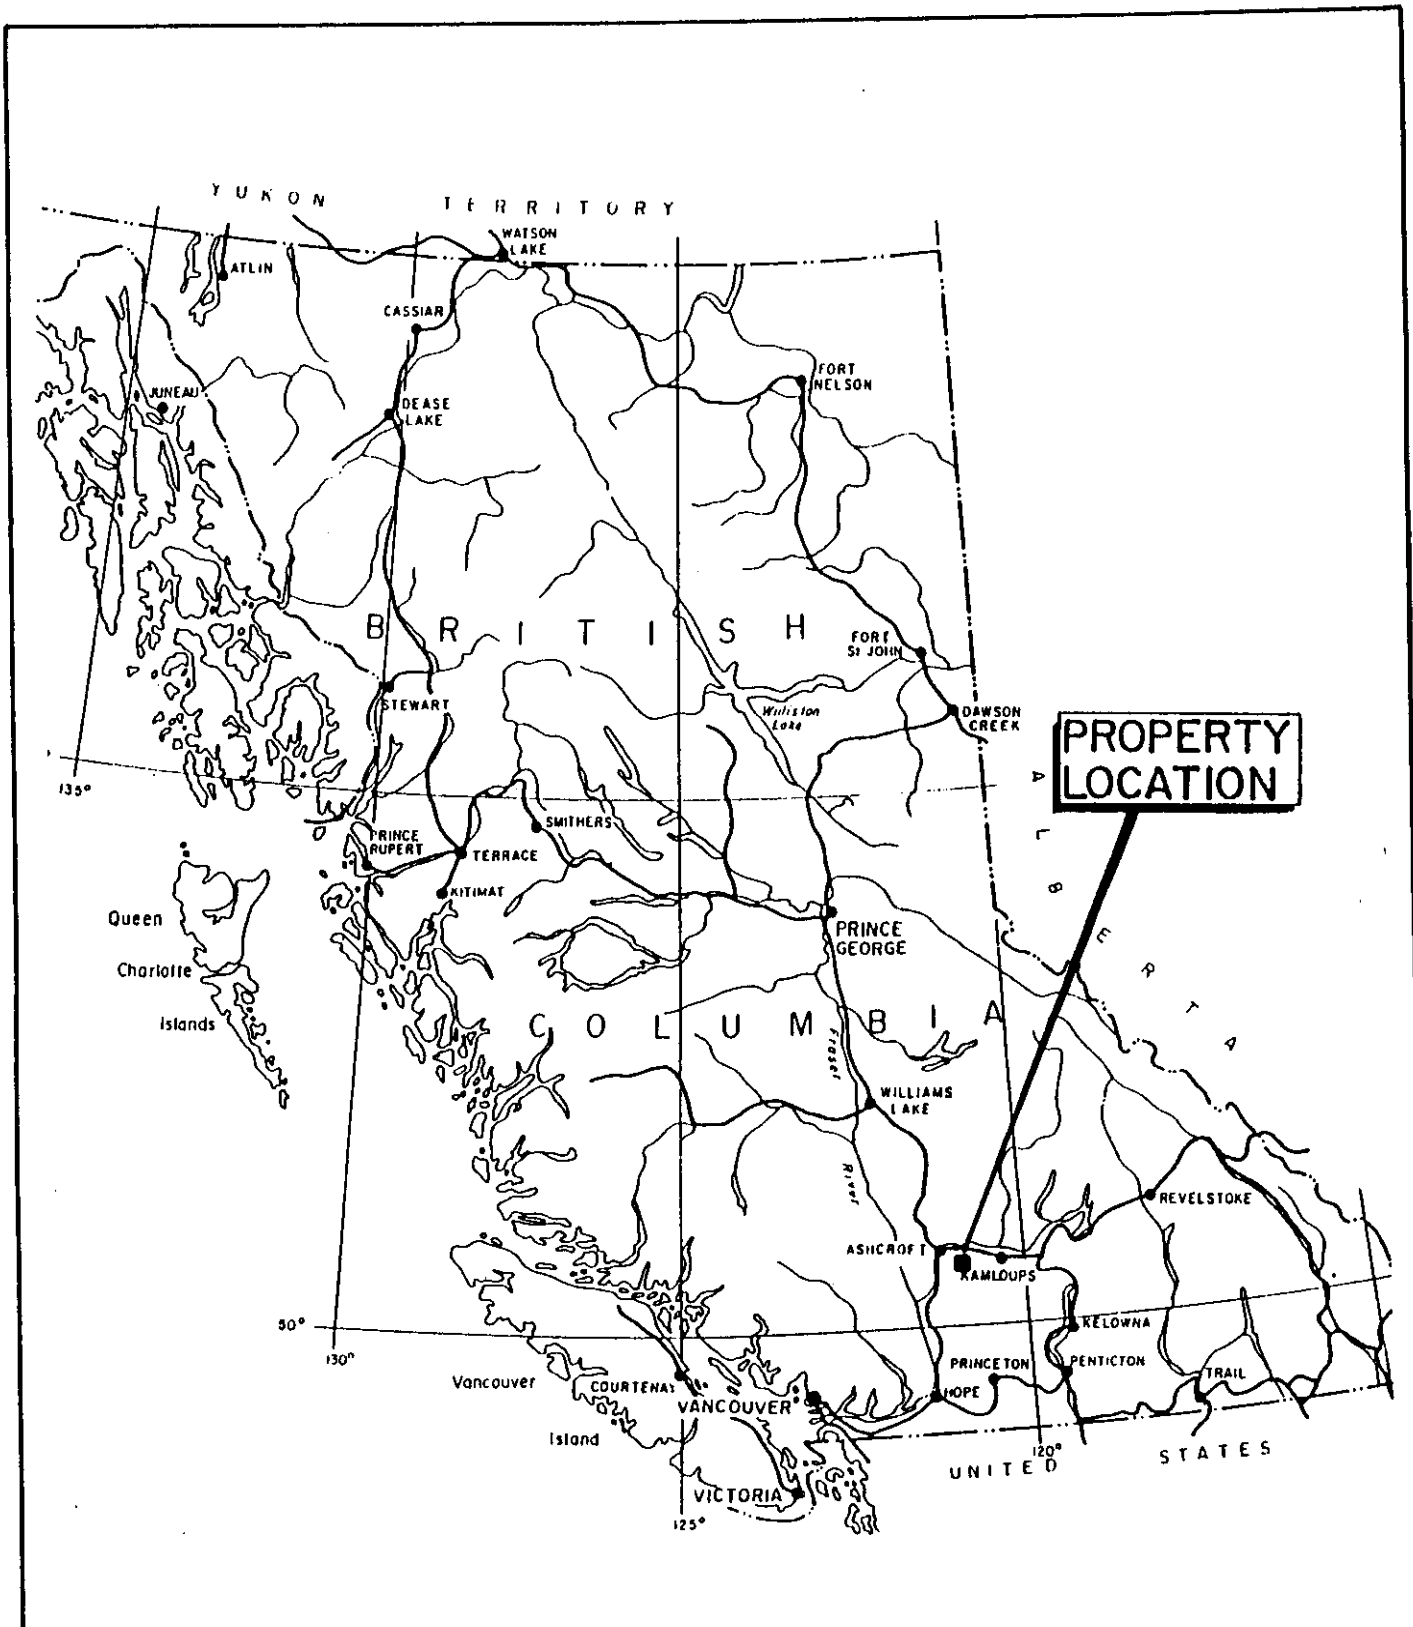 YUKON TERRITORY
WATSON
LAKE
ATLIN
CASSIAR
JUNEAU
DEASE
LAKE
FORT
NELSON
BRITISH
FORT
St JOHN
STEWART
Williston
Lake
DAWSON
CREEK
PROPERTY
LOCATION
135°
ALBERTA
PRINCE
RUPERT
SMITHERS
TERRACE
KITIMAT
PRINCE
GEORGE
Queen
Charlotte
Islands
COLUMBIA
Fraser
River
WILLIAMS
LAKE
REVELSTOKE
ASHCROFT
KAMLOOPS
50°
130°
KELOWNA
PRINCETON
PENTICTON
TRAIL
HOPE
Vancouver
Island
COURTENAY
VANCOUVER
VICTORIA
125°
120°
UNITED STATES